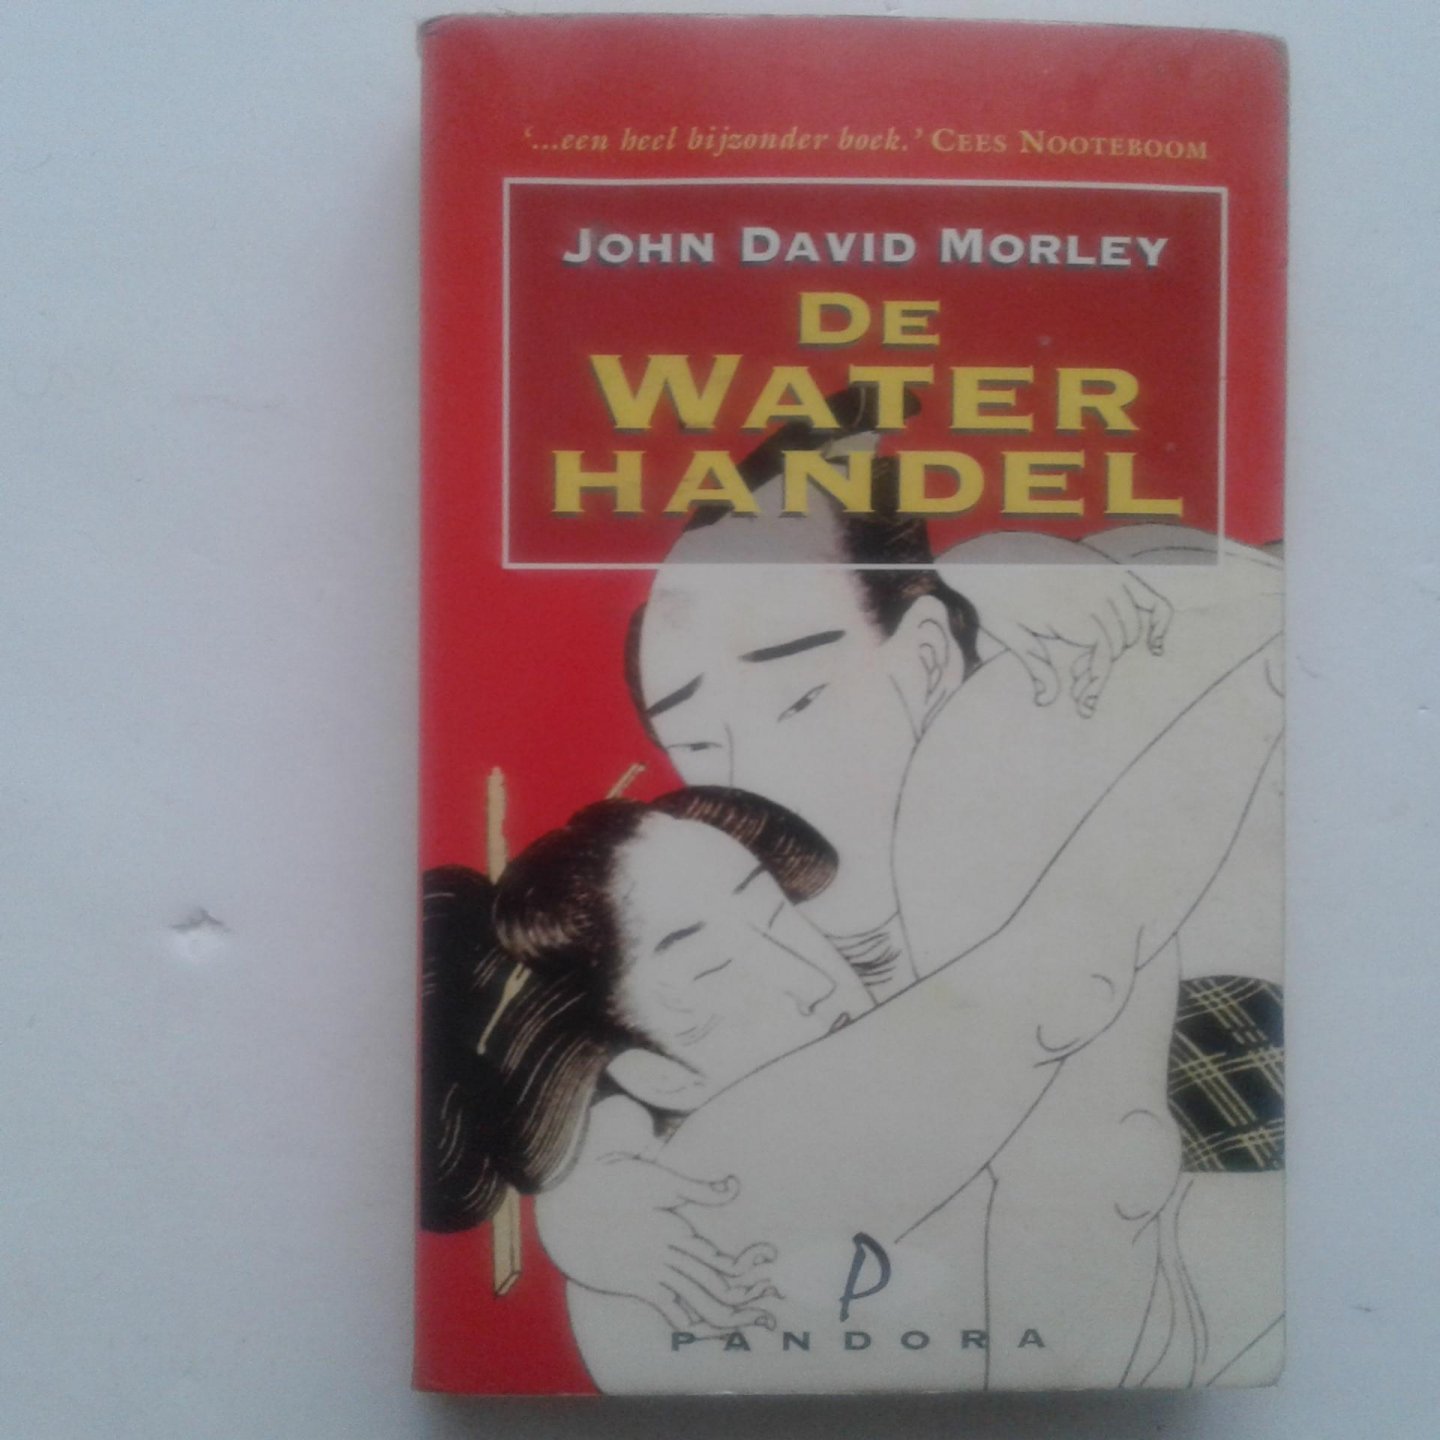 ‘...een heel bijzonder boek.’ CEES NOOTEBOOM
JOHN DAVID MORLEY
DE
WATER
HANDEL
P
PANDORA